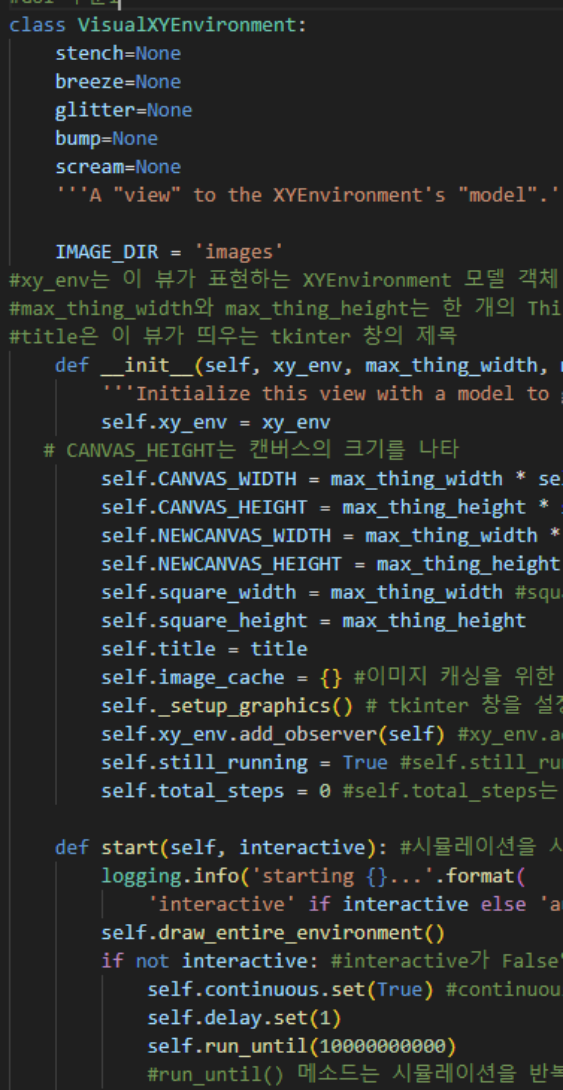 class VisualXYEnvironment:
    stench=None
    breeze=None
    glitter=None
    bump=None
    scream=None
    '''A "view" to the XYEnvironment's "model".'
    IMAGE_DIR = 'images'
#xy_env는 이 뷰가 표현하는 XYEnvironment 모델 객체
#max_thing_width와 max_thing_height는 한 개의 Thi
#title은 이 뷰가 띄우는 tkinter 창의 제목
    def __init__(self, xy_env, max_thing_width,
        '''Initialize this view with a model to
        self.xy_env = xy_env
   # CANVAS_HEIGHT는 캔버스의 크기를 나타
        self.CANVAS_WIDTH = max_thing_width * se
        self.CANVAS_HEIGHT = max_thing_height *
        self.NEWCANVAS_WIDTH = max_thing_width *
        self.NEWCANVAS_HEIGHT = max_thing_height
        self.square_width = max_thing_width #squ
        self.square_height = max_thing_height
        self.title = title
        self.image_cache = {} #이미지 캐싱을 위한
        self._setup_graphics() # tkinter 창을 설정
        self.xy_env.add_observer(self) #xy_env.a
        self.still_running = True #self.still_ru
        self.total_steps = 0 #self.total_steps는
    def start(self, interactive): #시뮬레이션을 시
        logging.info('starting {}...'.format(
            'interactive' if interactive else 'a
        self.draw_entire_environment()
        if not interactive: #interactive가 False
            self.continuous.set(True) #continuou
            self.delay.set(1)
            self.run_until(10000000000)
            #run_until() 메소드는 시뮬레이션을 반복